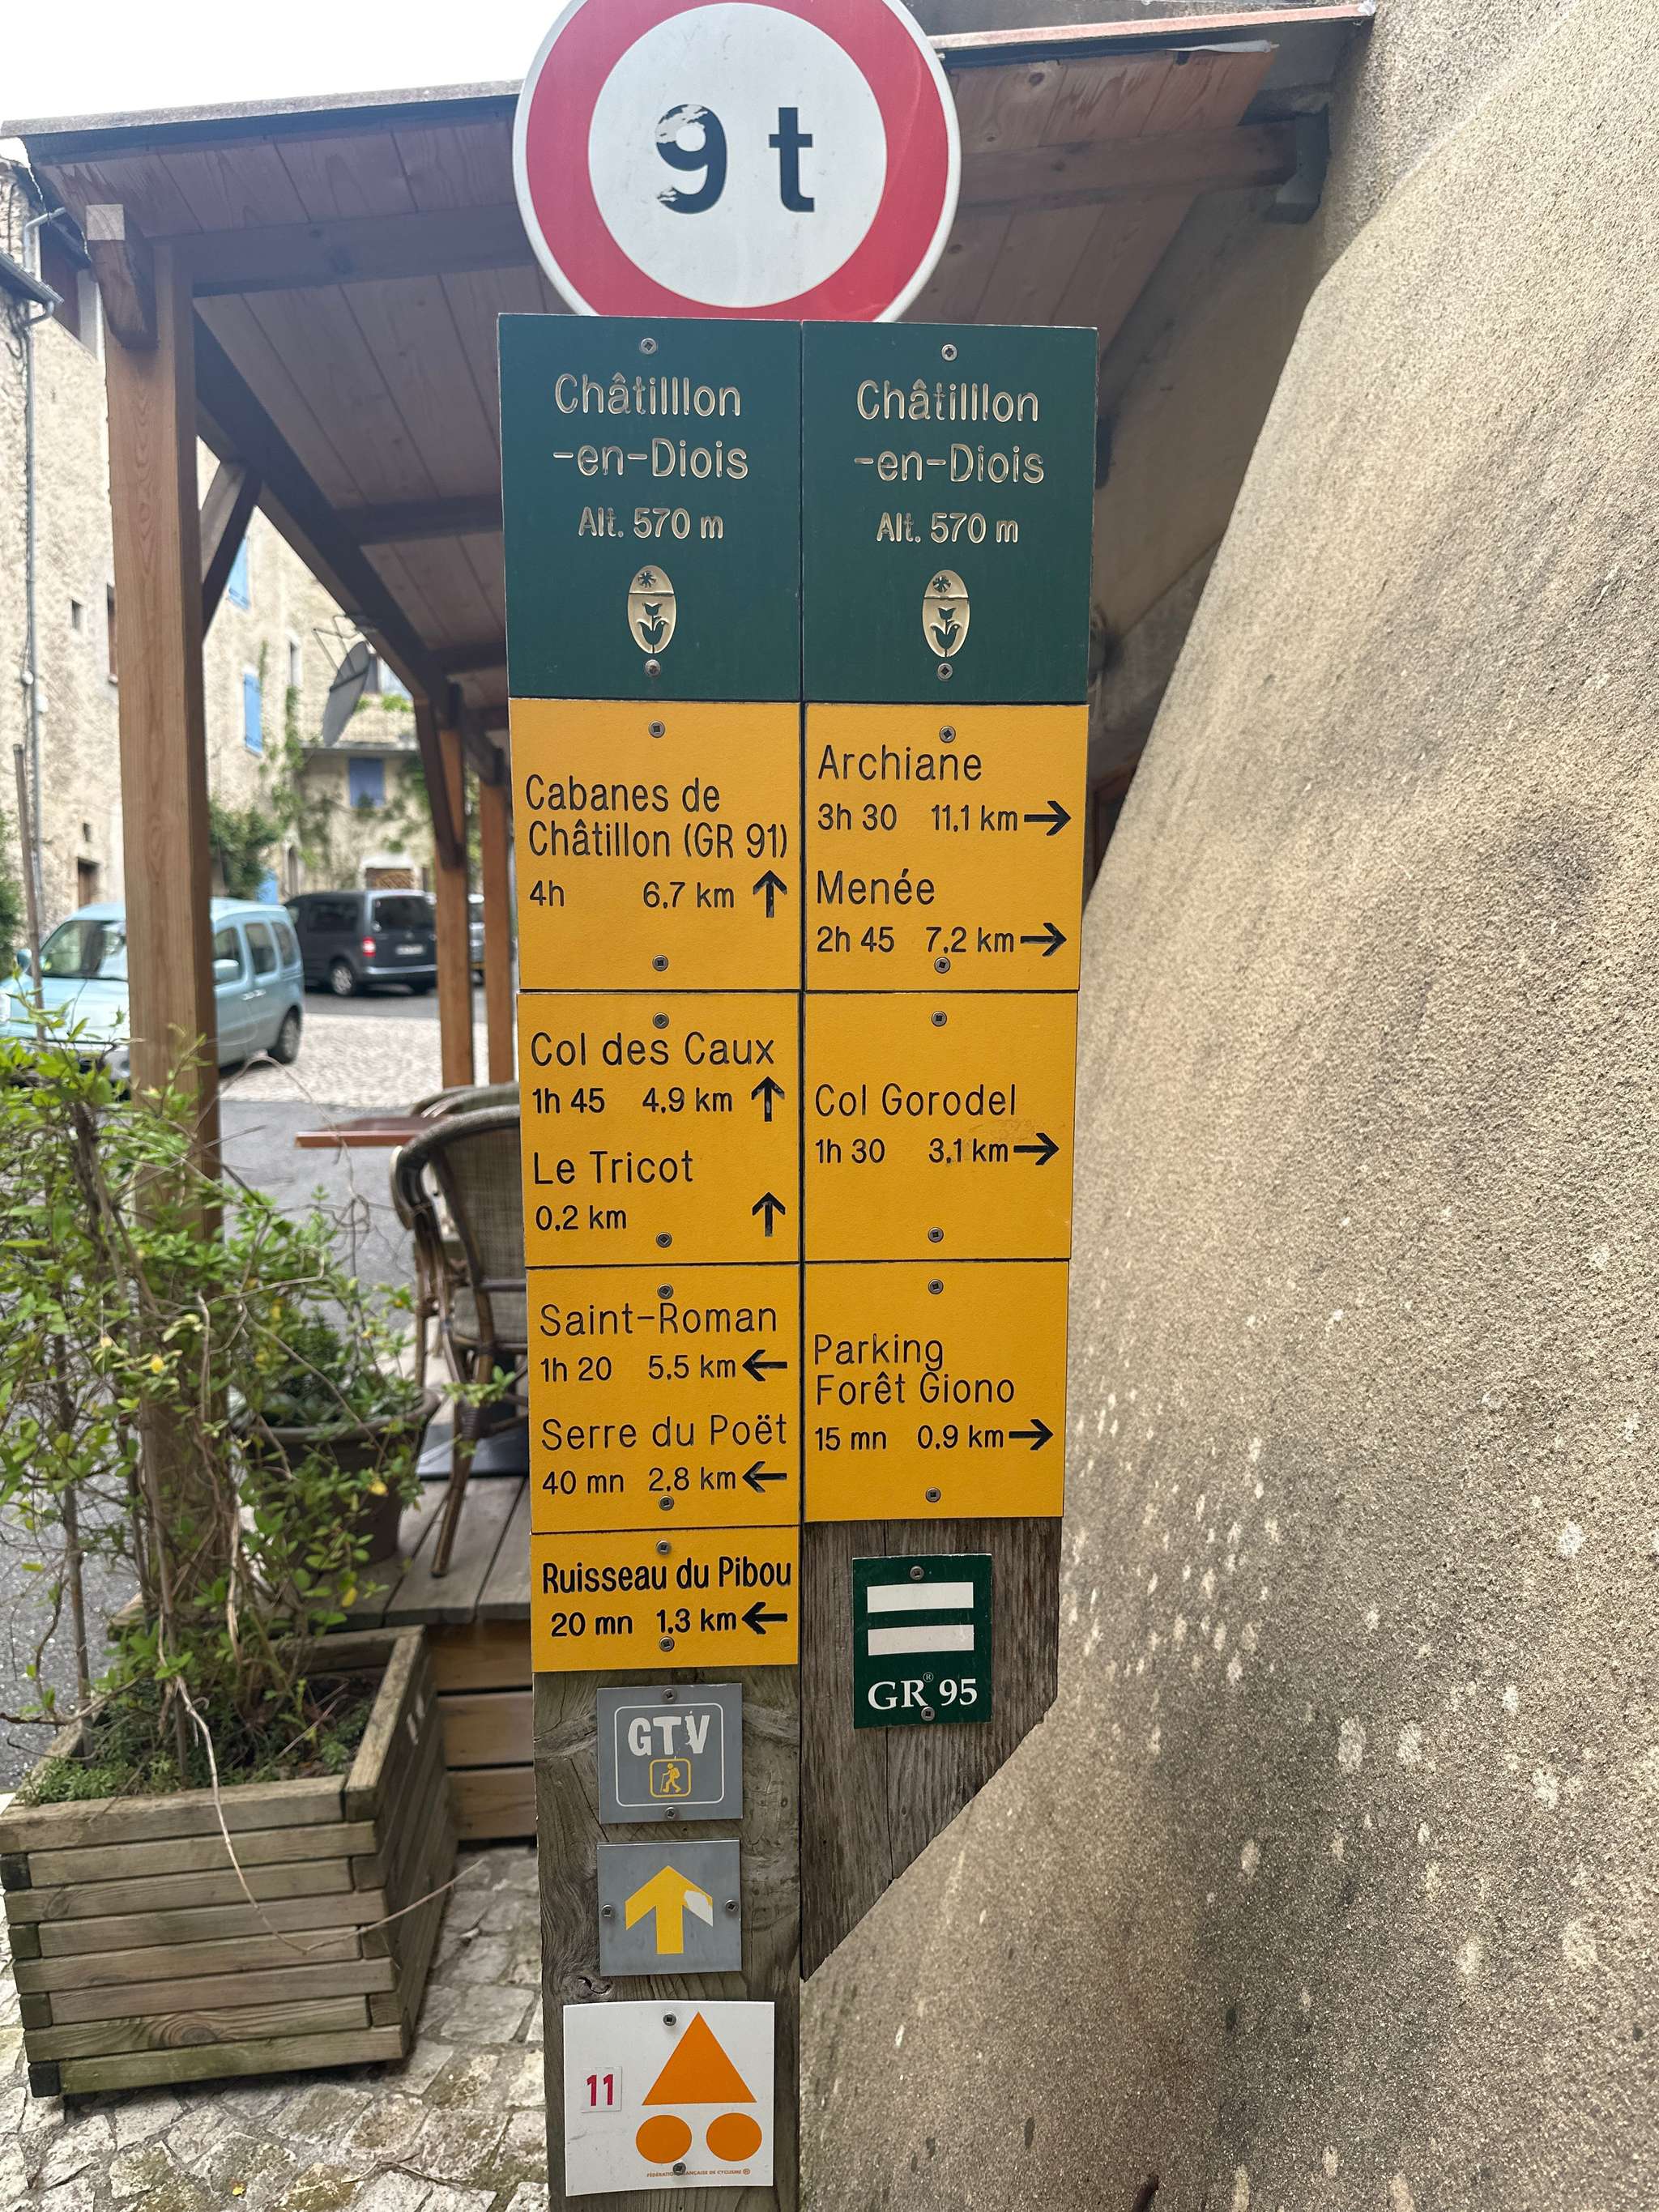 9 t
Châtilllon
-en-Diois
Alt. 570 m
Cabanes de
Châtillon (GR 91)
4h 6.7 km ↑
Col des Caux
1h 45 4.9 km ↑
Le Tricot
0.2 km ↑
Saint-Roman
1h 20 5.5 km ←
Serre du Poët
40 mn 2.8 km ←
Ruisseau du Pibou
20 mn 1.3 km ←
GTV
11
FÉDÉRATION FRANÇAISE DE CYCLISME ®
Châtilllon
-en-Diois
Alt. 570 m
Archiane
3h 30 11.1 km →
Menée
2h 45 7.2 km →
Col Gorodel
1h 30 3.1 km →
Parking
Forêt Giono
15 mn 0.9 km →
GR® 95